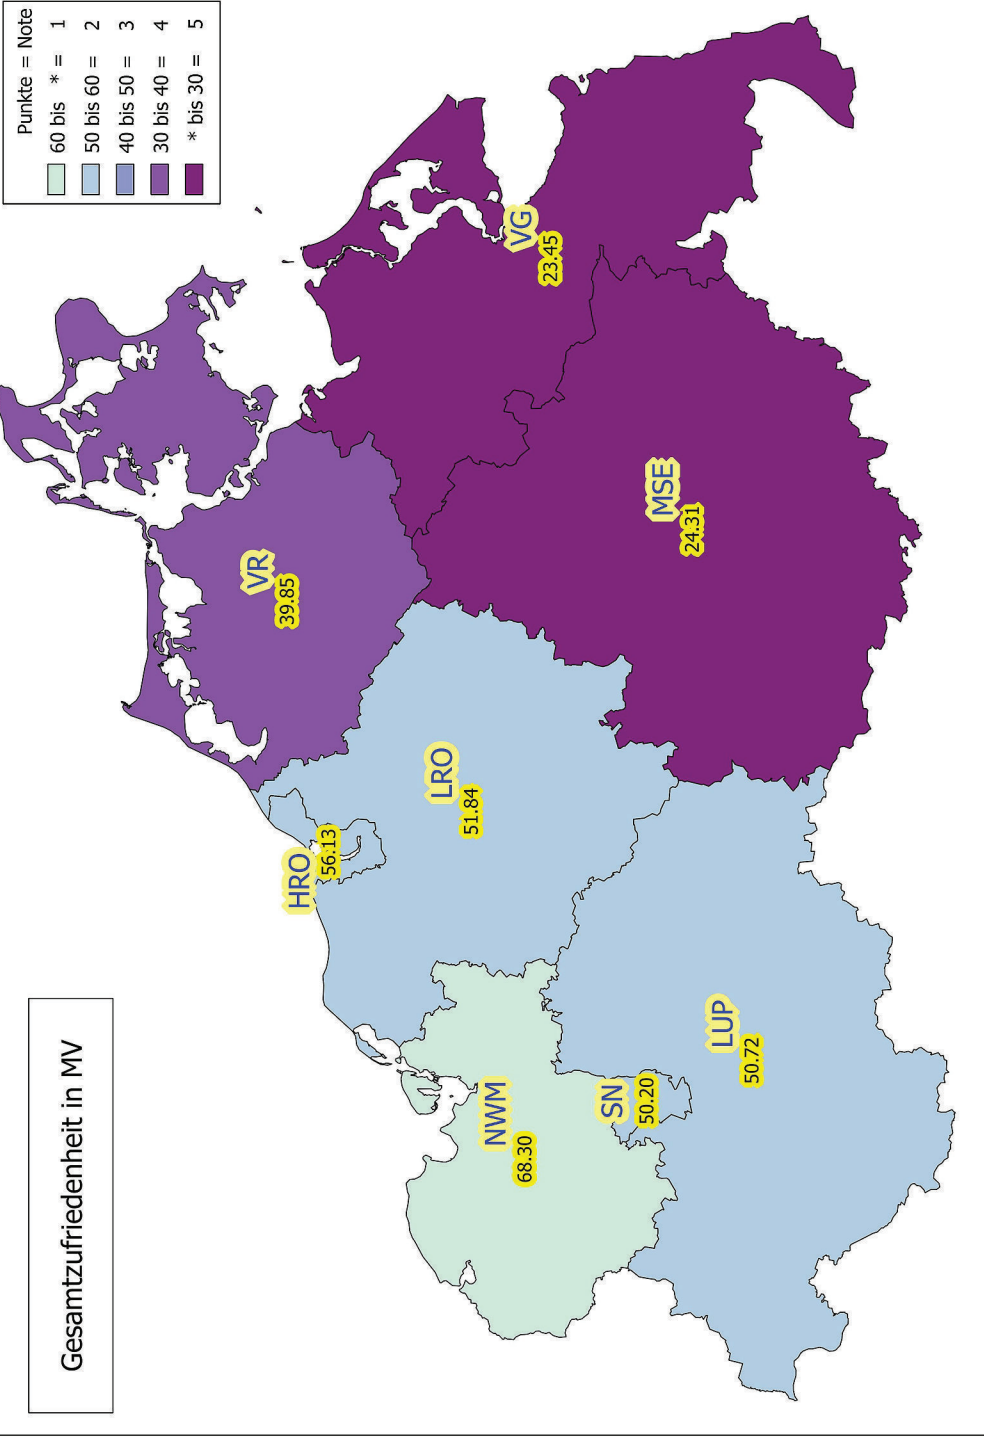 Gesamtzufriedenheit in MV
Punkte = Note
60 bis * = 1
50 bis 60 = 2
40 bis 50 = 3
30 bis 40 = 4
* bis 30 = 5
VR
39.85
HRO
56.13
LRO
51.84
VG
23.45
NWM
68.30
SN
50.20
MSE
24.31
LUP
50.72